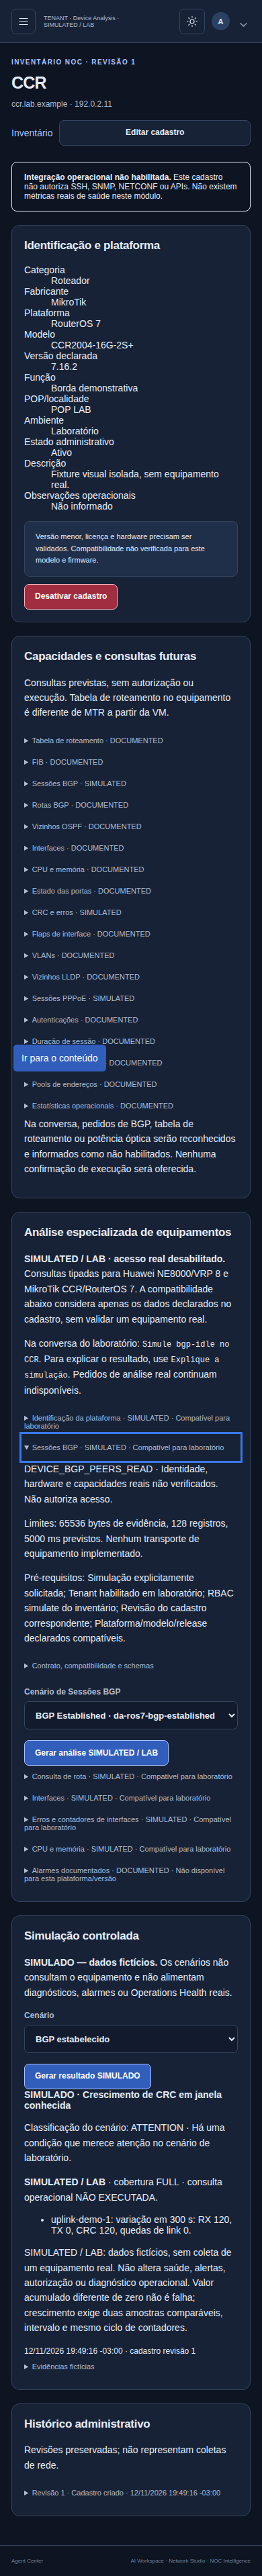 TENANT · Device Analysis -
SIMULATED / LAB
A
INVENTÁRIO NOC · REVISÃO 1
CCR
ccr.lab.example · 192.0.2.11
Inventário
Editar cadastro
Integração operacional não habilitada. Este cadastro
não autoriza SSH, SNMP, NETCONF ou APIs. Não existem
métricas reais de saúde neste módulo.
Identificação e plataforma
Categoria
Roteador
Fabricante
MikroTik
Plataforma
RouterOS 7
Modelo
CCR2004-16G-2S+
Versão declarada
7.16.2
Função
Borda demonstrativa
POP/localidade
POP LAB
Ambiente
Laboratório
Estado administrativo
Ativo
Descrição
Fixture visual isolada, sem equipamento
real.
Observações operacionais
Não informado
Versão menor, licença e hardware precisam ser
validados. Compatibilidade não verificada para este
modelo e firmware.
Desativar cadastro
Capacidades e consultas futuras
Consultas previstas, sem autorização ou
execução. Tabela de roteamento no equipamento
é diferente de MTR a partir da VM.
Tabela de roteamento · DOCUMENTED
FIB · DOCUMENTED
Sessões BGP · SIMULATED
Rotas BGP · DOCUMENTED
Vizinhos OSPF · DOCUMENTED
Interfaces · DOCUMENTED
CPU e memória · DOCUMENTED
Estado das portas · DOCUMENTED
CRC e erros · SIMULATED
Flaps de interface · DOCUMENTED
VLANs · DOCUMENTED
Vizinhos LLDP · DOCUMENTED
Sessões PPPoE · SIMULATED
Autenticações · DOCUMENTED
Duração de sessão · DOCUMENTED
Ir para o conteúdo
DOCUMENTED
Pools de endereços · DOCUMENTED
Estatísticas operacionais · DOCUMENTED
Na conversa, pedidos de BGP, tabela de
roteamento ou potência óptica serão reconhecidos
e informados como não habilitados. Nenhuma
confirmação de execução será oferecida.
Análise especializada de equipamentos
SIMULATED / LAB · acesso real desabilitado.
Consultas tipadas para Huawei NE8000/VRP 8 e
MikroTik CCR/RouterOS 7. A compatibilidade
abaixo considera apenas os dados declarados no
cadastro, sem validar um equipamento real.
Na conversa do laboratório: Simule bgp-idle no
CCR. Para explicar o resultado, use Explique a
simulação. Pedidos de análise real continuam
indisponíveis.
Identificação da plataforma · SIMULATED · Compatível para
laboratório
Sessões BGP · SIMULATED · Compatível para laboratório
DEVICE_BGP_PEERS_READ · Identidade,
hardware e capacidades reais não verificados.
Não autoriza acesso.
Limites: 65536 bytes de evidência, 128 registros,
5000 ms previstos. Nenhum transporte de
equipamento implementado.
Pré-requisitos: Simulação explicitamente
solicitada; Tenant habilitado em laboratório; RBAC
simulate do inventário; Revisão do cadastro
correspondente; Plataforma/modelo/release
declarados compatíveis.
Contrato, compatibilidade e schemas
Cenário de Sessões BGP
BGP Established · da-ros7-bgp-established
Gerar análise SIMULATED / LAB
Consulta de rota · SIMULATED · Compatível para laboratório
Interfaces · SIMULATED · Compatível para laboratório
Erros e contadores de interfaces · SIMULATED · Compatível
para laboratório
CPU e memória · SIMULATED · Compatível para laboratório
Alarmes documentados · DOCUMENTED · Não disponível
para esta plataforma/versão
Simulação controlada
SIMULADO — dados fictícios. Os cenários não
consultam o equipamento e não alimentam
diagnósticos, alarmes ou Operations Health reais.
Cenário
BGP estabelecido
Gerar resultado SIMULADO
SIMULADO · Crescimento de CRC em janela
conhecida
Classificação do cenário: ATTENTION · Há uma
condição que merece atenção no cenário de
laboratório.
SIMULATED / LAB · cobertura FULL · consulta
operacional NÃO EXECUTADA.
uplink-demo-1: variação em 300 s: RX 120,
TX 0, CRC 120, quedas de link 0.
SIMULATED / LAB: dados fictícios, sem coleta de
um equipamento real. Não altera saúde, alertas,
autorização ou diagnóstico operacional. Valor
acumulado diferente de zero não é falha;
crescimento exige duas amostras comparáveis,
intervalo e mesmo ciclo de contadores.
12/11/2026 19:49:16 -03:00 · cadastro revisão 1
Evidências fictícias
Histórico administrativo
Revisões preservadas; não representam coletas
de rede.
Revisão 1 · Cadastro criado · 12/11/2026 19:49:16 -03:00
Agent Center
AI Workspace · Network Studio · NOC Intelligence